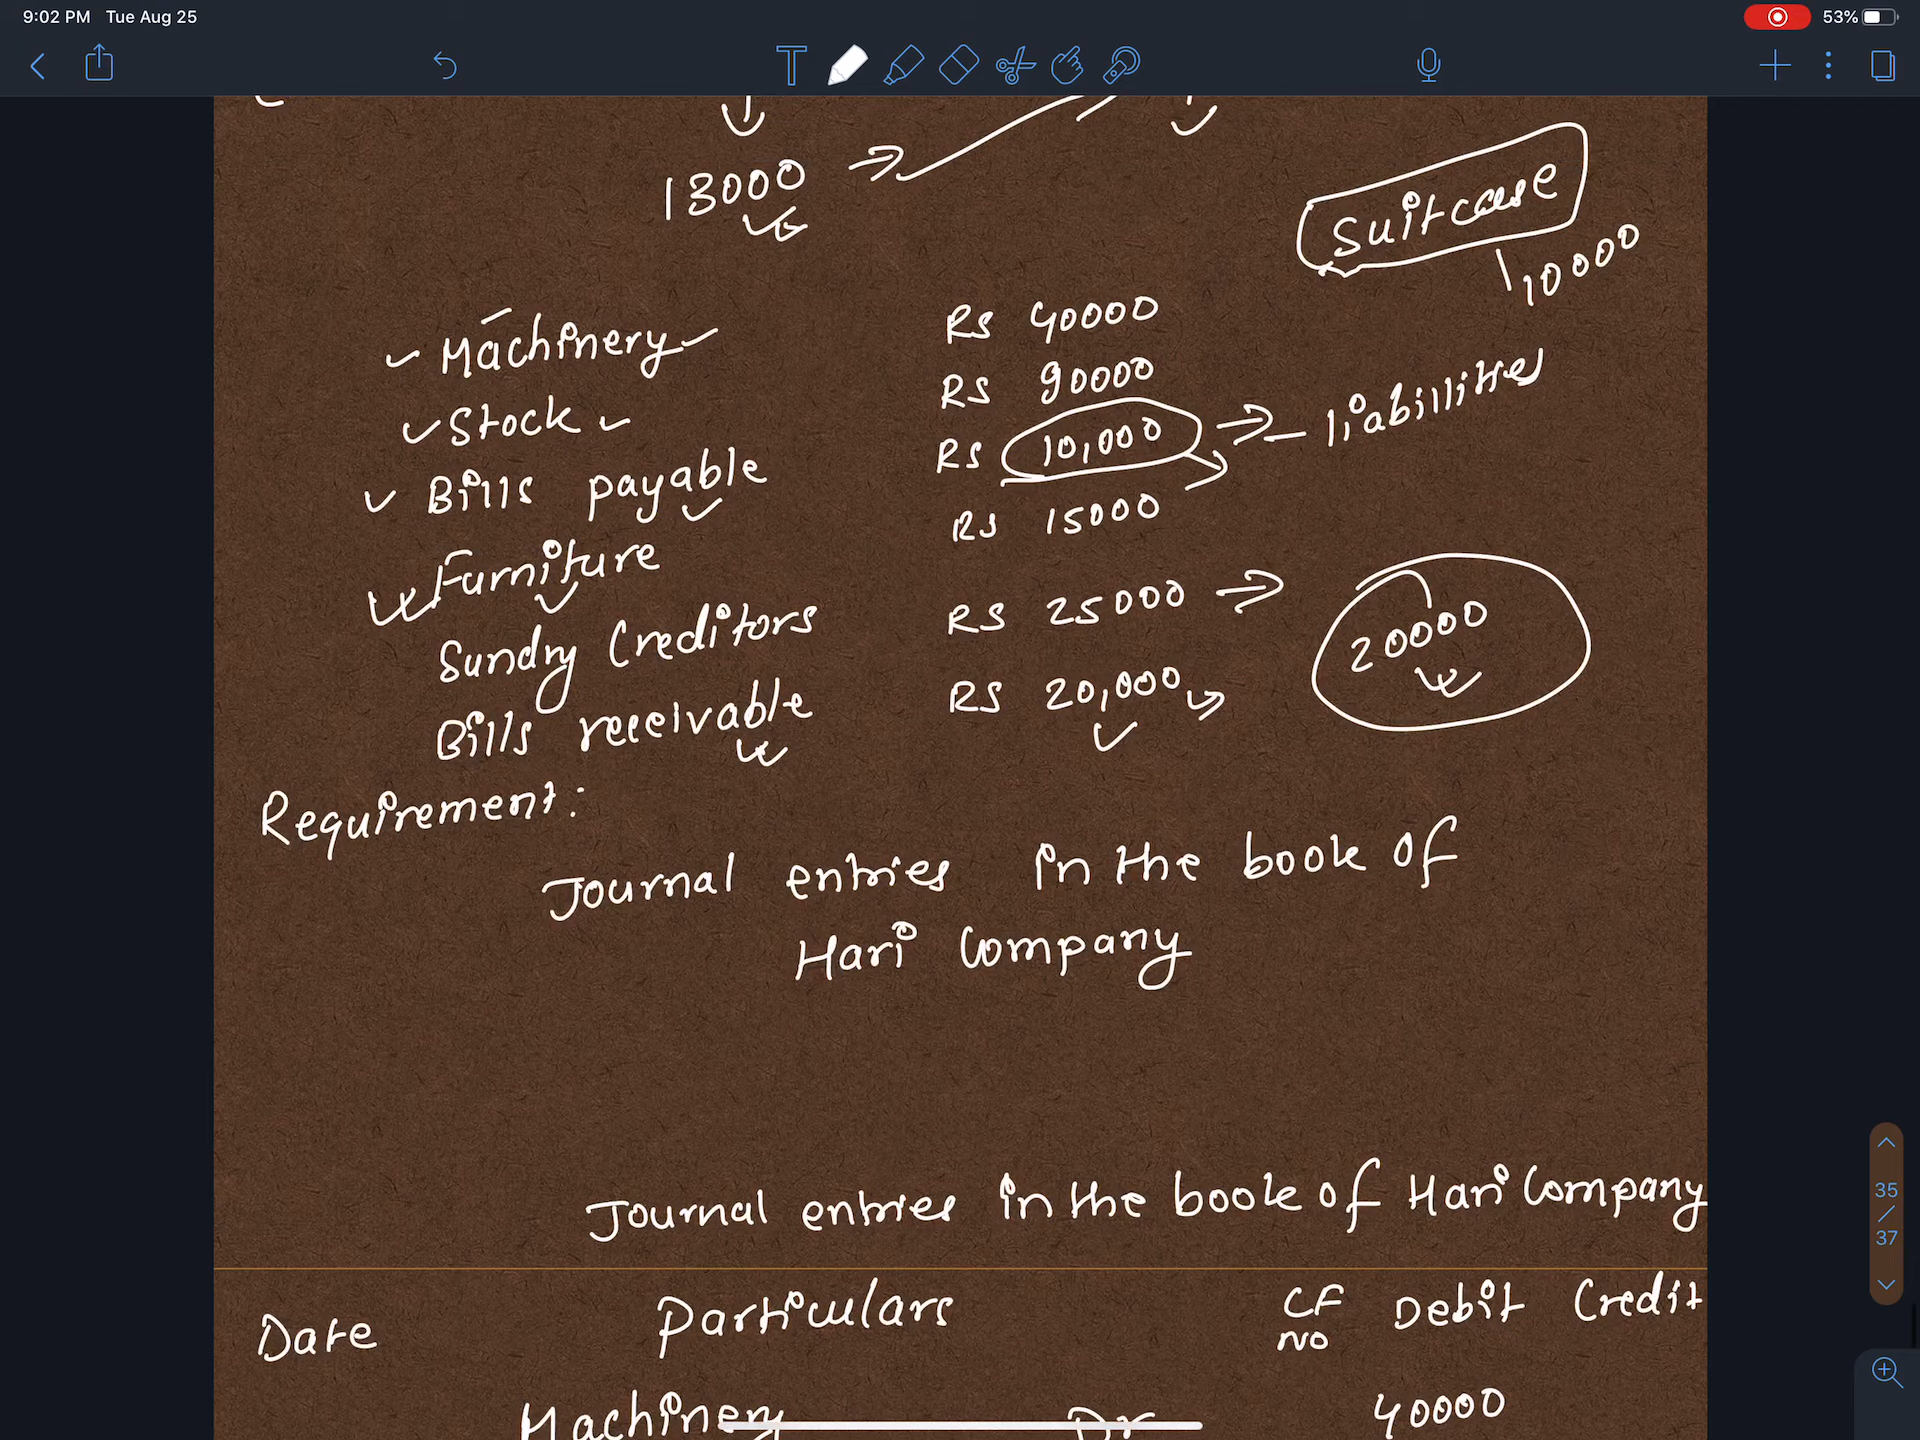 9:02 PM Tue Aug 25
53%
T
13000
Suitcase
10000
Machinery Rs 40000
Stock Rs 90000
Bills payable Rs 10,000 liabillities
Furniture Rs 15000
Sundry Creditors Rs 25000 20000
Bills receivable Rs 20,000
Requirement:
Journal entries in the book of
Hari Company
Journal entries in the book of Hari Company
Date Particulars CF NO Debit Credit
Machinery Dr 40000
35
/
37